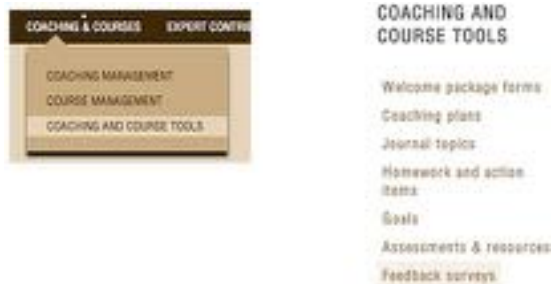 COACHING & COURSES EXPERT CONTRI
COACHING MANAGEMENT
COURSE MANAGEMENT
COACHING AND COURSE TOOLS
COACHING AND
COURSE TOOLS
Welcome package forms
Coaching plans
Journal topics
Homework and action
items
Goals
Assessments & resources
Feedback surveys